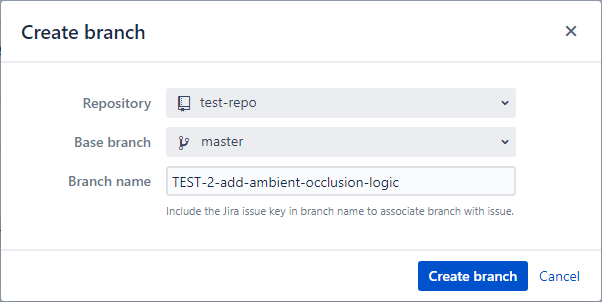 Create branch
Repository test-repo
Base branch master
Branch name TEST-2-add-ambient-occlusion-logic
Include the Jira issue key in branch name to associate branch with issue.
Create branch Cancel